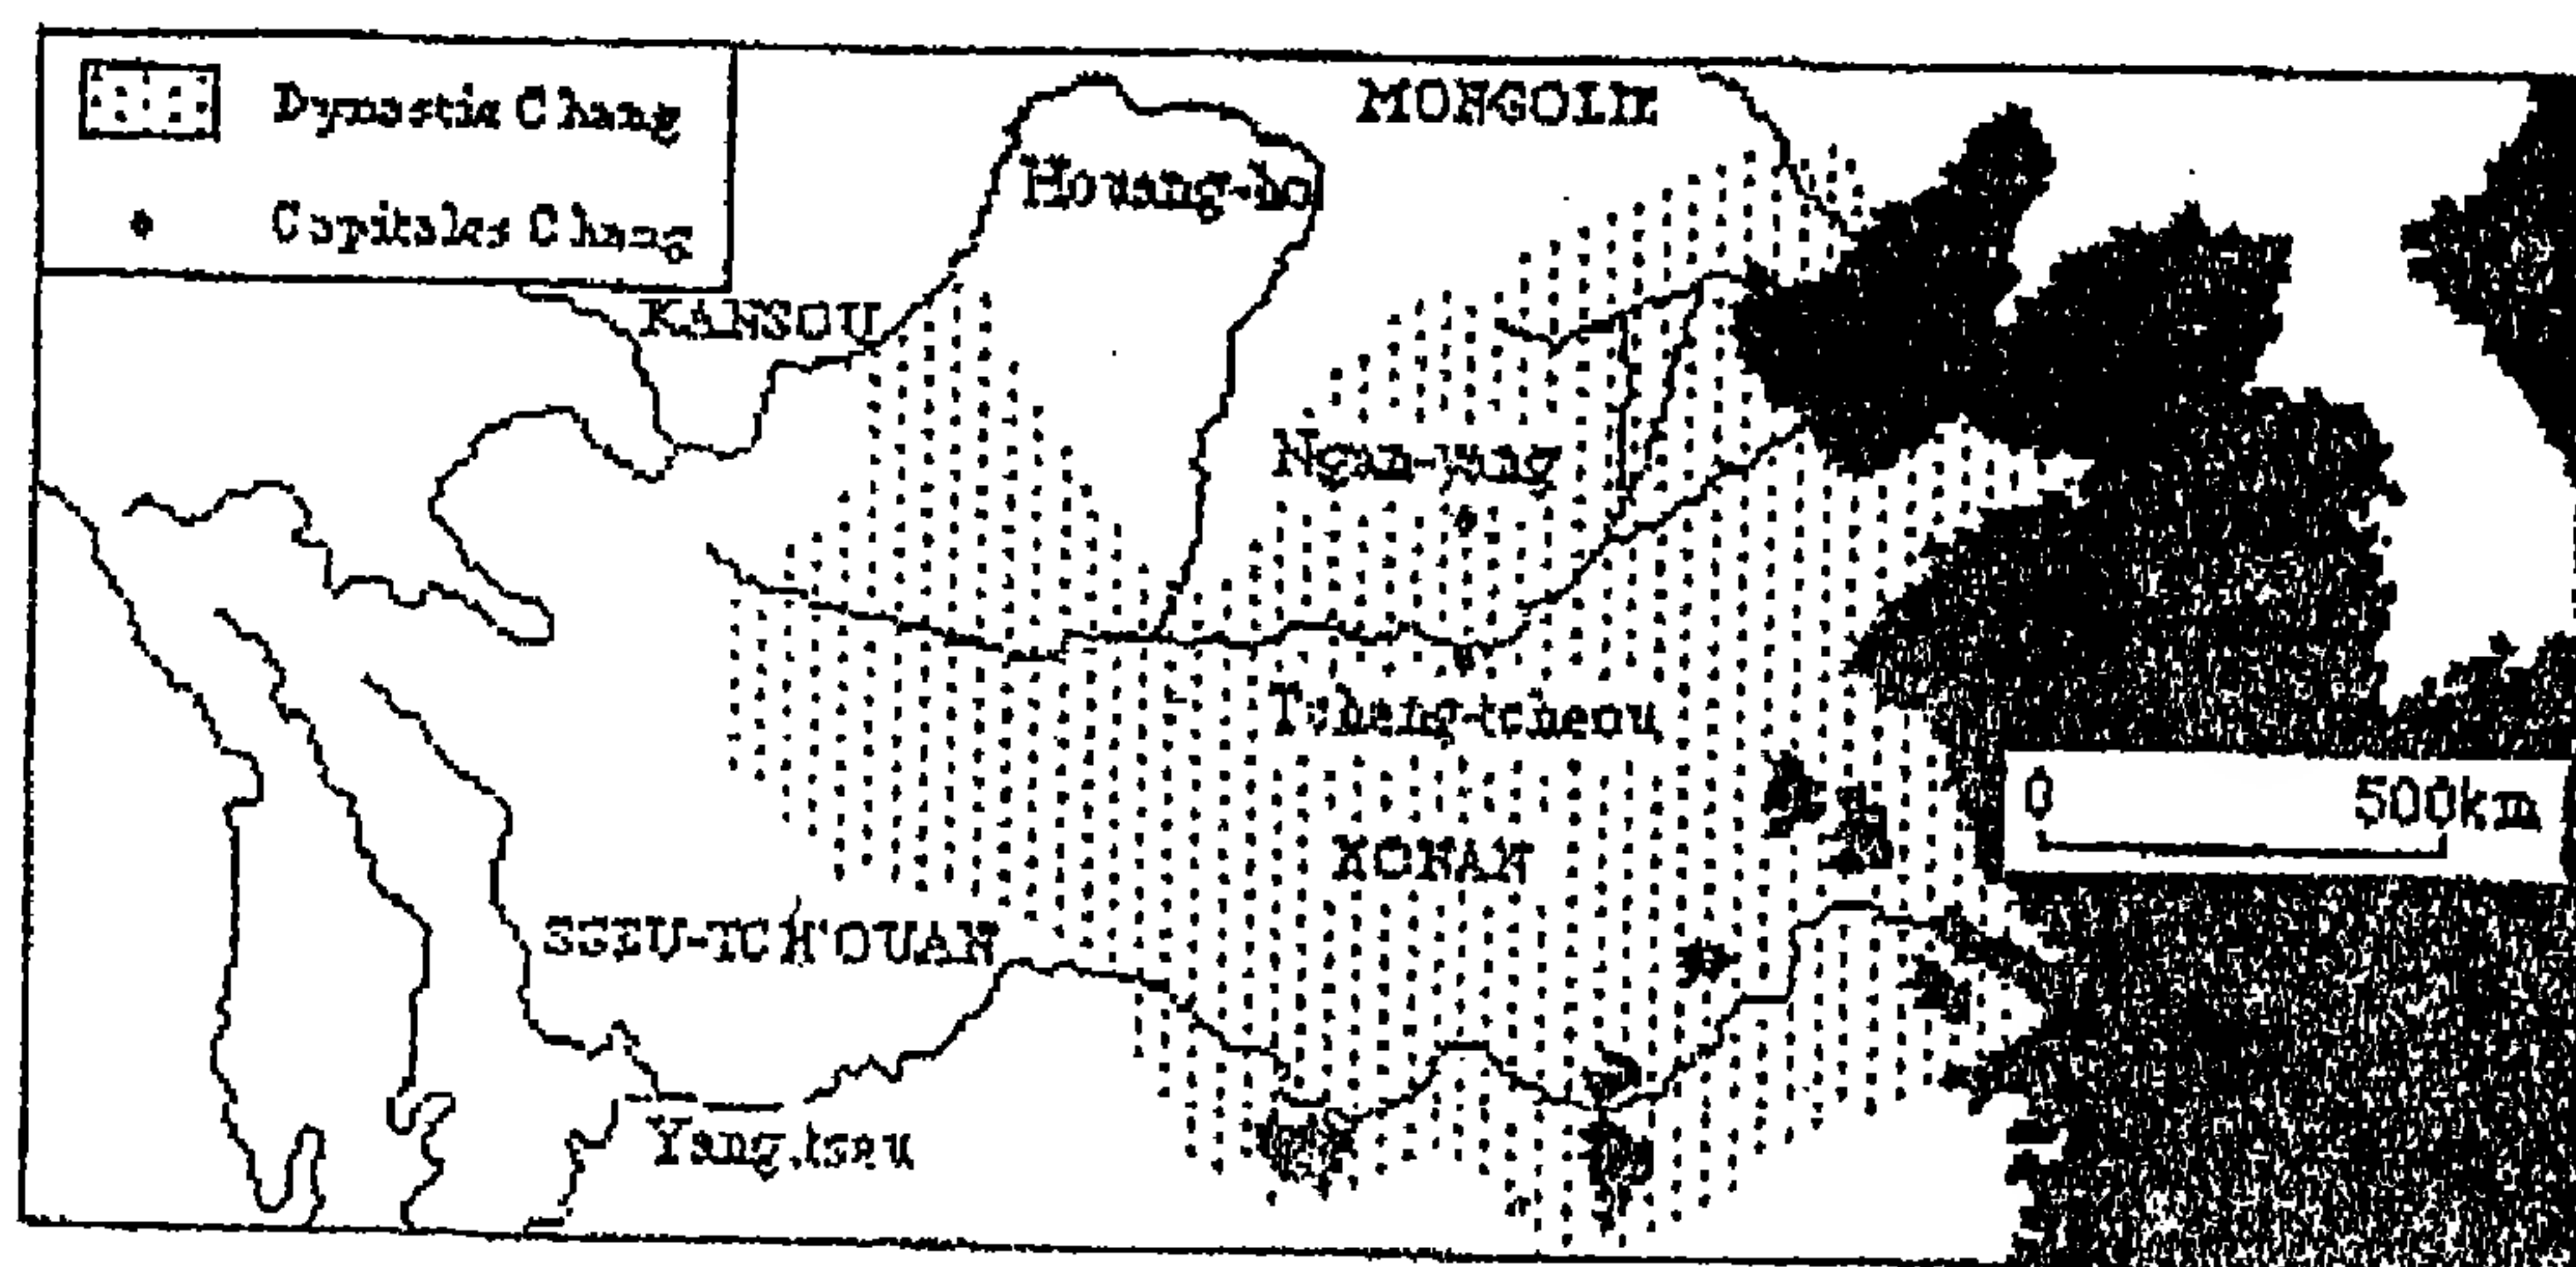 Dynastie Chang
Capitales Chang
MONGOLIE
Houang-ho
KANSOU
Ngan-yang
Tcheng-tcheou
HONAN
0 500km
SSEU-TCH'OUAN
Yang.tseu